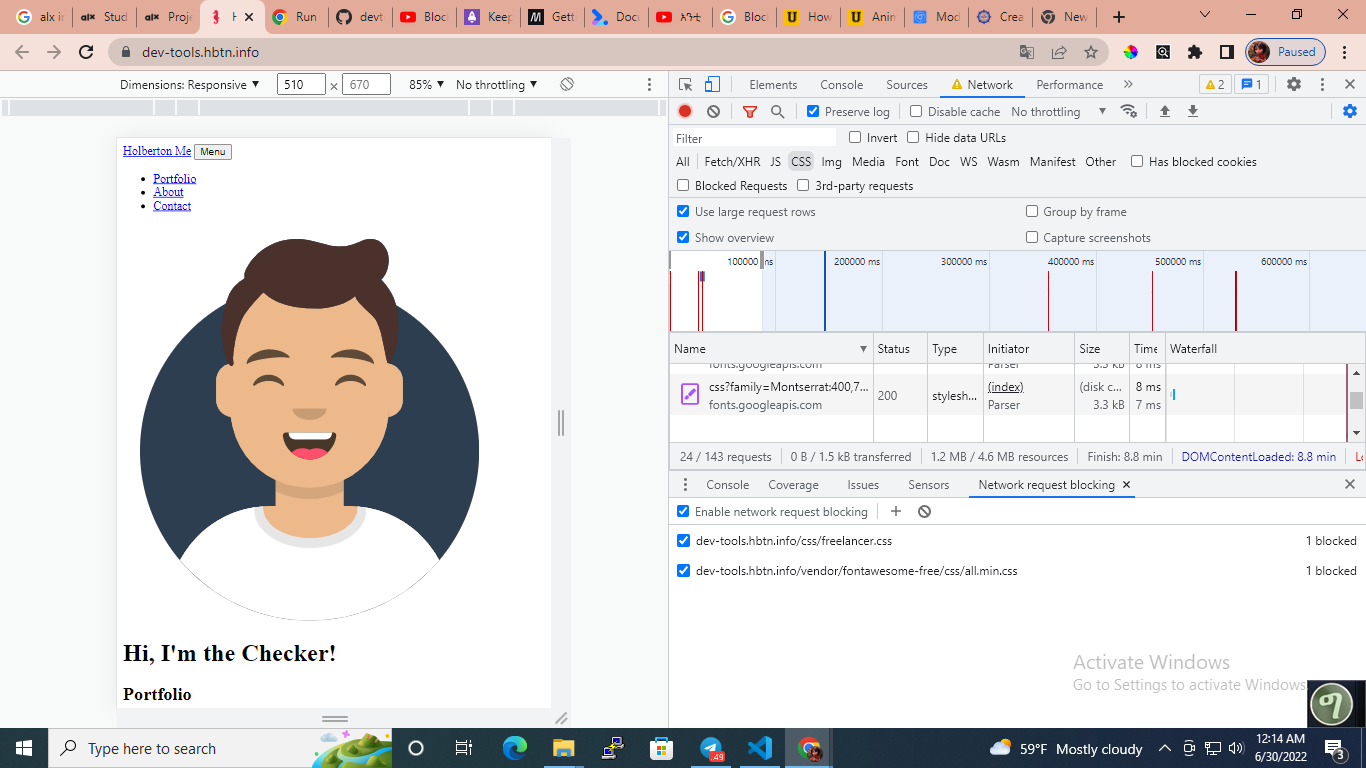 alx in
Stud
Proje
H
Run
devt
Bloc
Keep
Gett
Docu
አዳር
Bloc
How
Anin
Mod
Crea
New
dev-tools.hbtn.info
Paused
Dimensions: Responsive 510 × 670 85% No throttling
Elements Console Sources Network Performance » 2 1
Preserve log Disable cache No throttling
Filter Invert Hide data URLs
All Fetch/XHR JS CSS Img Media Font Doc WS Wasm Manifest Other Has blocked cookies
Blocked Requests 3rd-party requests
Use large request rows Group by frame
Show overview Capture screenshots
100000 ms 200000 ms 300000 ms 400000 ms 500000 ms 600000 ms
Name Status Type Initiator Size Time Waterfall
fonts.googleapis.com Parser 3.3 kB 8 ms
css?family=Montserrat:400,7... 200 stylesh... (index) (disk c... 8 ms
fonts.googleapis.com Parser 3.3 kB 7 ms
24 / 143 requests 0 B / 1.5 kB transferred 1.2 MB / 4.6 MB resources Finish: 8.8 min DOMContentLoaded: 8.8 min
Console Coverage Issues Sensors Network request blocking
Enable network request blocking
dev-tools.hbtn.info/css/freelancer.css 1 blocked
dev-tools.hbtn.info/vendor/fontawesome-free/css/all.min.css 1 blocked
Holberton Me Menu
Portfolio
About
Contact
Hi, I'm the Checker!
Portfolio
Activate Windows
Go to Settings to activate Windows.
ግ
Type here to search
.49
59°F Mostly cloudy
12:14 AM
6/30/2022
3